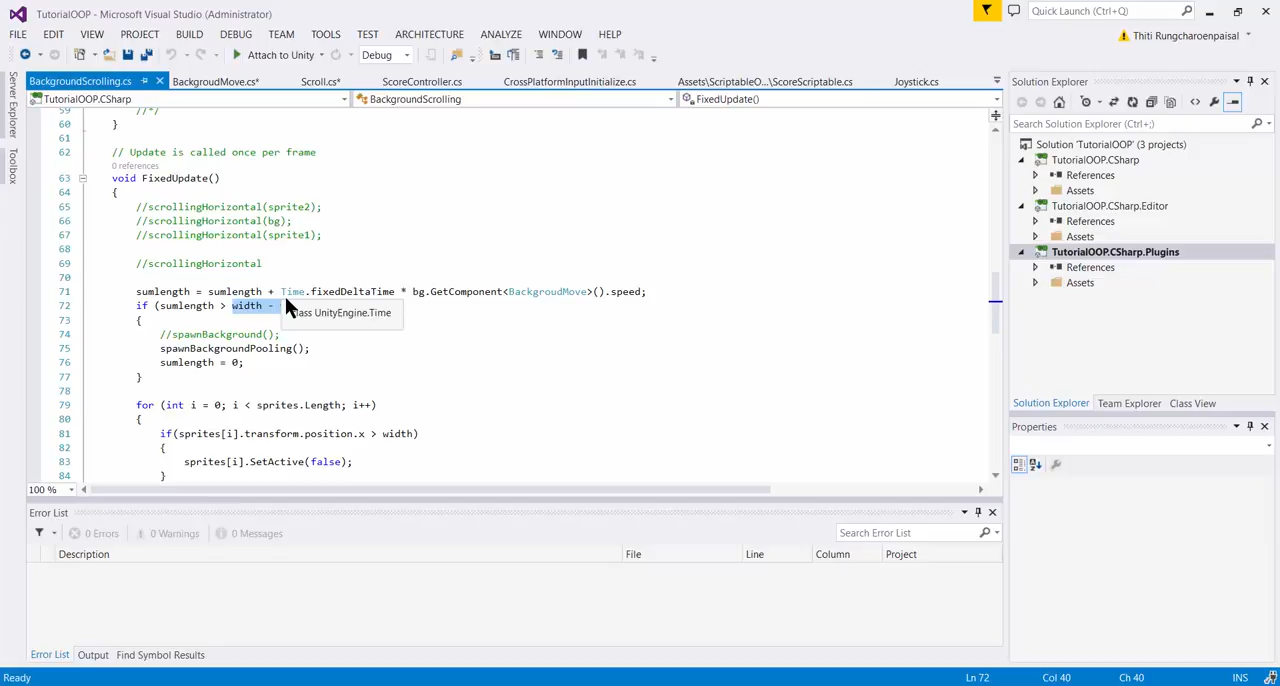 TutorialOOP - Microsoft Visual Studio (Administrator)
Quick Launch (Ctrl+Q)
FILE EDIT VIEW PROJECT BUILD DEBUG TEAM TOOLS TEST ARCHITECTURE ANALYZE WINDOW HELP
Thiti Rungcharoenpaisal
Attach to Unity Debug
Server Explorer
Toolbox
BackgroundScrolling.cs BackgroudMove.cs* Scroll.cs* ScoreController.cs CrossPlatformInputInitialize.cs Assets\ScriptableO...\ScoreScriptable.cs Joystick.cs
TutorialOOP.CSharp BackgroundScrolling FixedUpdate()
59 //*/
60 }
61
62 // Update is called once per frame
0 references
63 void FixedUpdate()
64 {
65 //scrollingHorizontal(sprite2);
66 //scrollingHorizontal(bg);
67 //scrollingHorizontal(sprite1);
68
69 //scrollingHorizontal
70
71 sumlength = sumlength + Time.fixedDeltaTime * bg.GetComponent<BackgroudMove>().speed;
72 if (sumlength > width -
class UnityEngine.Time
73 {
74 //spawnBackground();
75 spawnBackgroundPooling();
76 sumlength = 0;
77 }
78
79 for (int i = 0; i < sprites.Length; i++)
80 {
81 if(sprites[i].transform.position.x > width)
82 {
83 sprites[i].SetActive(false);
84 }
100 %
Solution Explorer
Search Solution Explorer (Ctrl+;)
Solution 'TutorialOOP' (3 projects)
TutorialOOP.CSharp
References
Assets
TutorialOOP.CSharp.Editor
References
Assets
TutorialOOP.CSharp.Plugins
References
Assets
Solution Explorer Team Explorer Class View
Properties
Error List
0 Errors 0 Warnings 0 Messages
Search Error List
Description File Line Column Project
Error List Output Find Symbol Results
Ready Ln 72 Col 40 Ch 40 INS